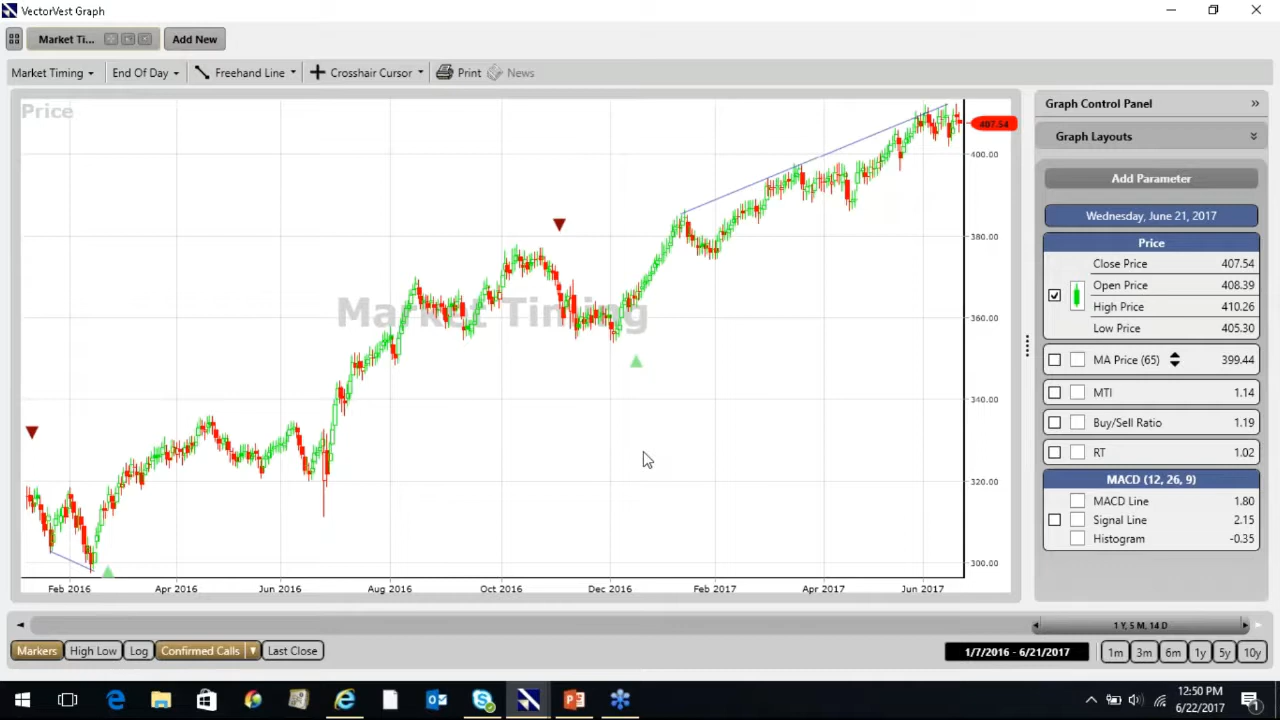 VectorVest Graph
Market Ti... Add New
Market Timing End Of Day Freehand Line Crosshair Cursor Print News
Price
Market Timing
407.54
400.00
380.00
360.00
340.00
320.00
300.00
Feb 2016 Apr 2016 Jun 2016 Aug 2016 Oct 2016 Dec 2016 Feb 2017 Apr 2017 Jun 2017
Graph Control Panel
Graph Layouts
Add Parameter
Wednesday, June 21, 2017
Price
Close Price 407.54
Open Price 408.39
High Price 410.26
Low Price 405.30
MA Price (65) 399.44
MTI 1.14
Buy/Sell Ratio 1.19
RT 1.02
MACD (12, 26, 9)
MACD Line 1.80
Signal Line 2.15
Histogram -0.35
1 Y, 5 M, 14 D
Markers High Low Log Confirmed Calls Last Close 1/7/2016 - 6/21/2017 1m 3m 6m 1y 5y 10y
12:50 PM
6/22/2017